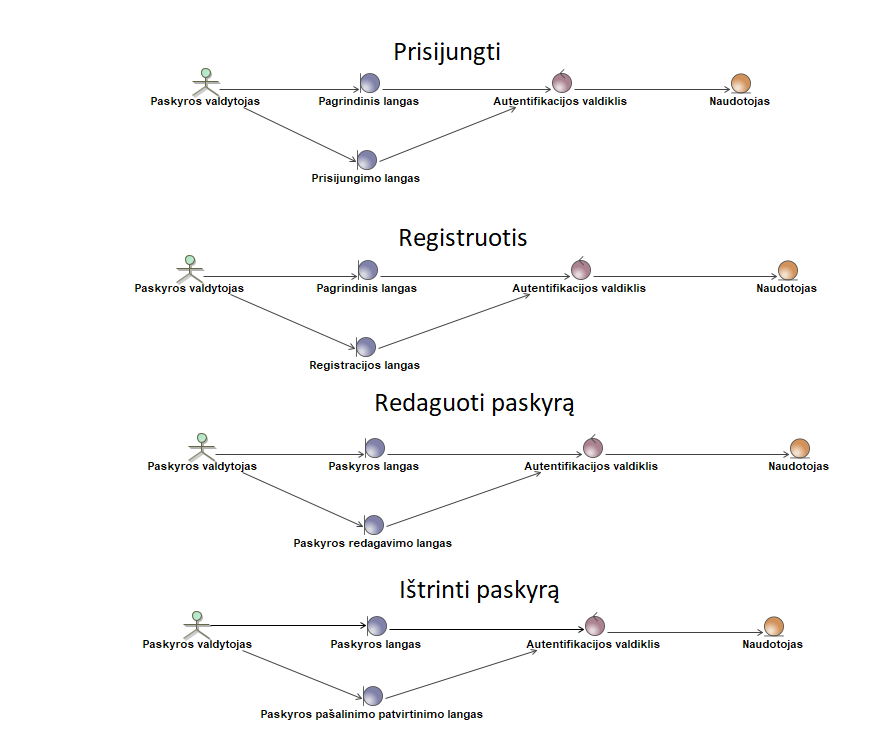 Prisijungti
Paskyros valdytojas Pagrindinis langas Autentifikacijos valdiklis Naudotojas
Prisijungimo langas
Registruotis
Paskyros valdytojas Pagrindinis langas Autentifikacijos valdiklis Naudotojas
Registracijos langas
Redaguoti paskyrą
Paskyros valdytojas Paskyros langas Autentifikacijos valdiklis Naudotojas
Paskyros redagavimo langas
Ištrinti paskyrą
Paskyros valdytojas Paskyros langas Autentifikacijos valdiklis Naudotojas
Paskyros pašalinimo patvirtinimo langas